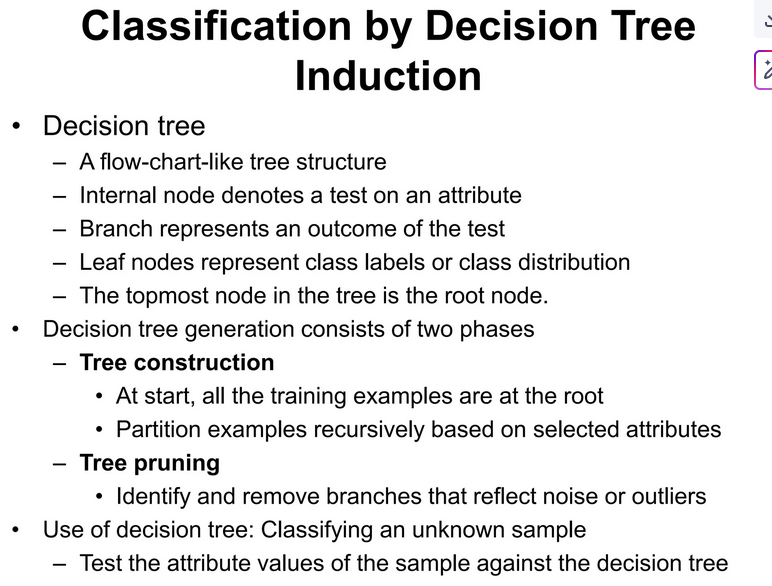 Classification by Decision Tree
Induction
• Decision tree
– A flow-chart-like tree structure
– Internal node denotes a test on an attribute
– Branch represents an outcome of the test
– Leaf nodes represent class labels or class distribution
– The topmost node in the tree is the root node.
• Decision tree generation consists of two phases
– Tree construction
• At start, all the training examples are at the root
• Partition examples recursively based on selected attributes
– Tree pruning
• Identify and remove branches that reflect noise or outliers
• Use of decision tree: Classifying an unknown sample
– Test the attribute values of the sample against the decision tree